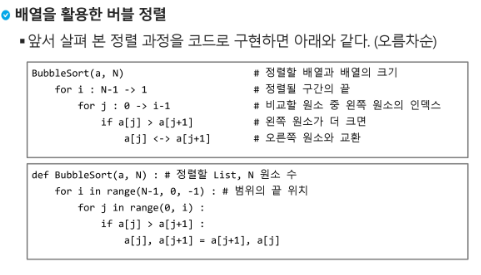 배열을 활용한 버블 정렬
▪앞서 살펴 본 정렬 과정을 코드로 구현하면 아래와 같다. (오름차순)
BubbleSort(a, N) # 정렬할 배열과 배열의 크기
for i : N-1 -> 1 # 정렬될 구간의 끝
for j : 0 -> i-1 # 비교할 원소 중 왼쪽 원소의 인덱스
if a[j] > a[j+1] # 왼쪽 원소가 더 크면
a[j] <-> a[j+1] # 오른쪽 원소와 교환
def BubbleSort(a, N) : # 정렬할 List, N 원소 수
for i in range(N-1, 0, -1) : # 범위의 끝 위치
for j in range(0, i) :
if a[j] > a[j+1] :
a[j], a[j+1] = a[j+1], a[j]